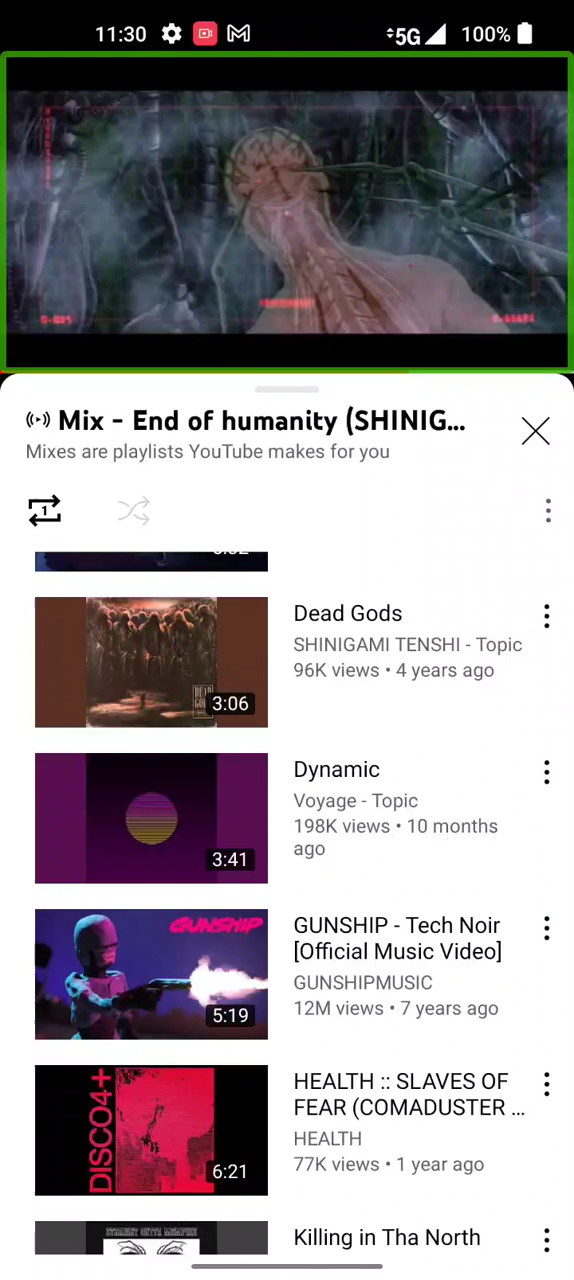 11:30
5G
100%
Mix - End of humanity (SHINIG...
Mixes are playlists YouTube makes for you
1
Dead Gods
SHINIGAMI TENSHI - Topic
96K views • 4 years ago
DEAD
3:06
Dynamic
Voyage - Topic
198K views • 10 months
ago
3:41
GUNSHIP
GUNSHIP - Tech Noir
[Official Music Video]
GUNSHIPMUSIC
12M views • 7 years ago
5:19
DISCO4+
HEALTH :: SLAVES OF
FEAR (COMADUSTER ...
HEALTH
77K views • 1 year ago
6:21
Killing in Tha North